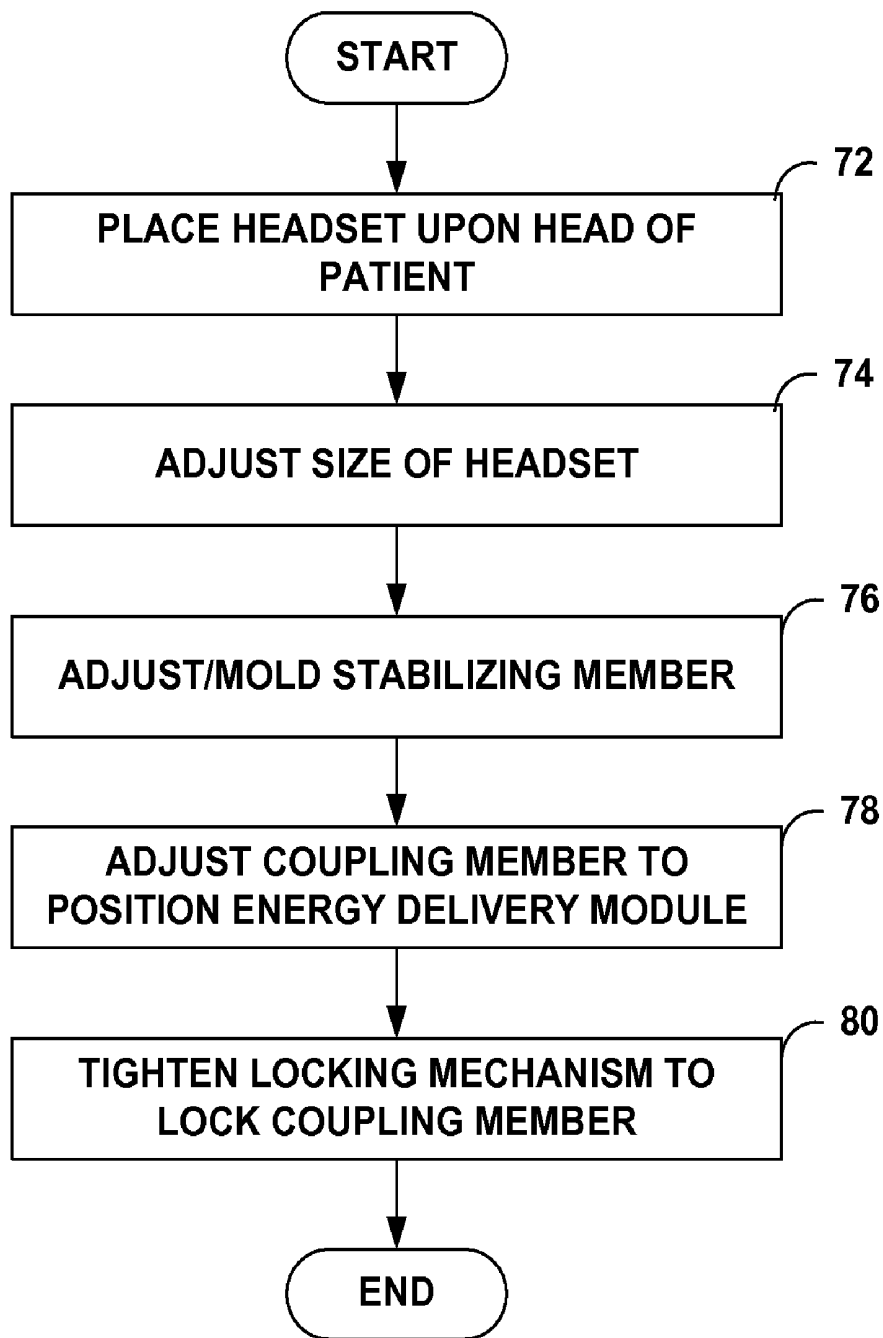 START
72
PLACE HEADSET UPON HEAD OF
PATIENT
74
ADJUST SIZE OF HEADSET
76
ADJUST/MOLD STABILIZING MEMBER
78
ADJUST COUPLING MEMBER TO
POSITION ENERGY DELIVERY MODULE
80
TIGHTEN LOCKING MECHANISM TO
LOCK COUPLING MEMBER
END